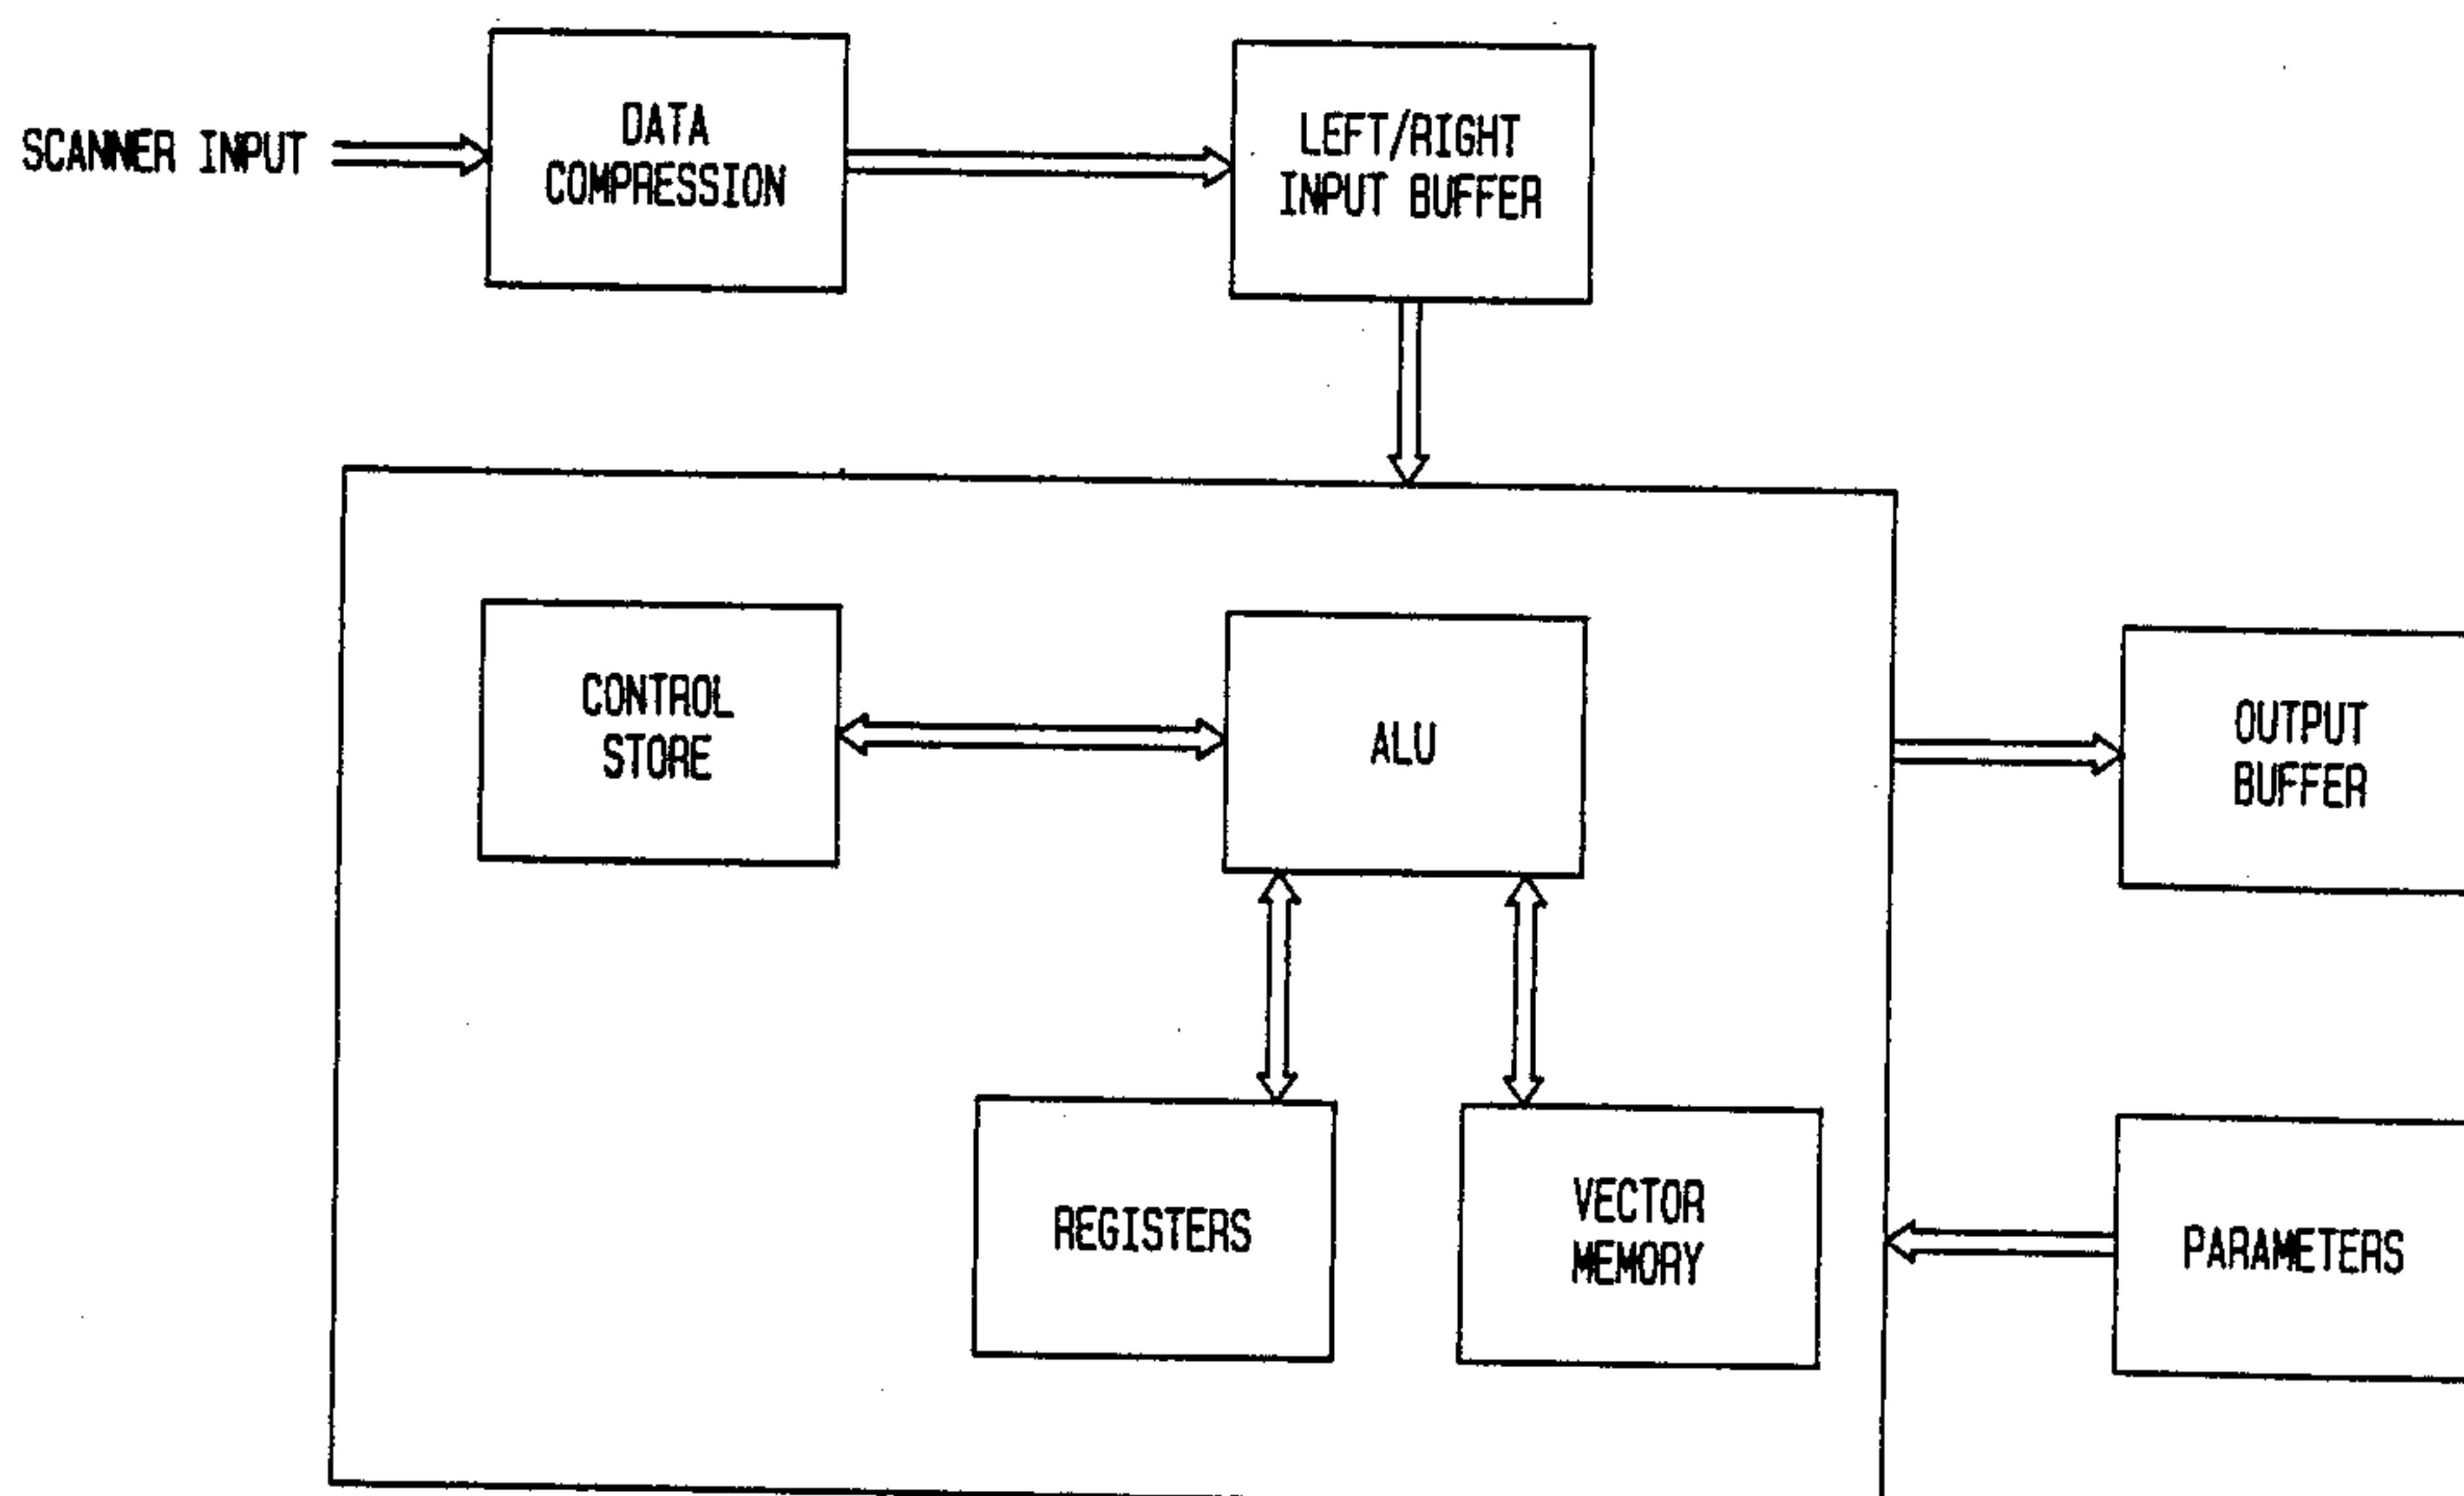 SCANNER INPUT
DATA
COMPRESSION
LEFT/RIGHT
INPUT BUFFER
CONTROL
STORE
ALU
OUTPUT
BUFFER
REGISTERS
VECTOR
MEMORY
PARAMETERS